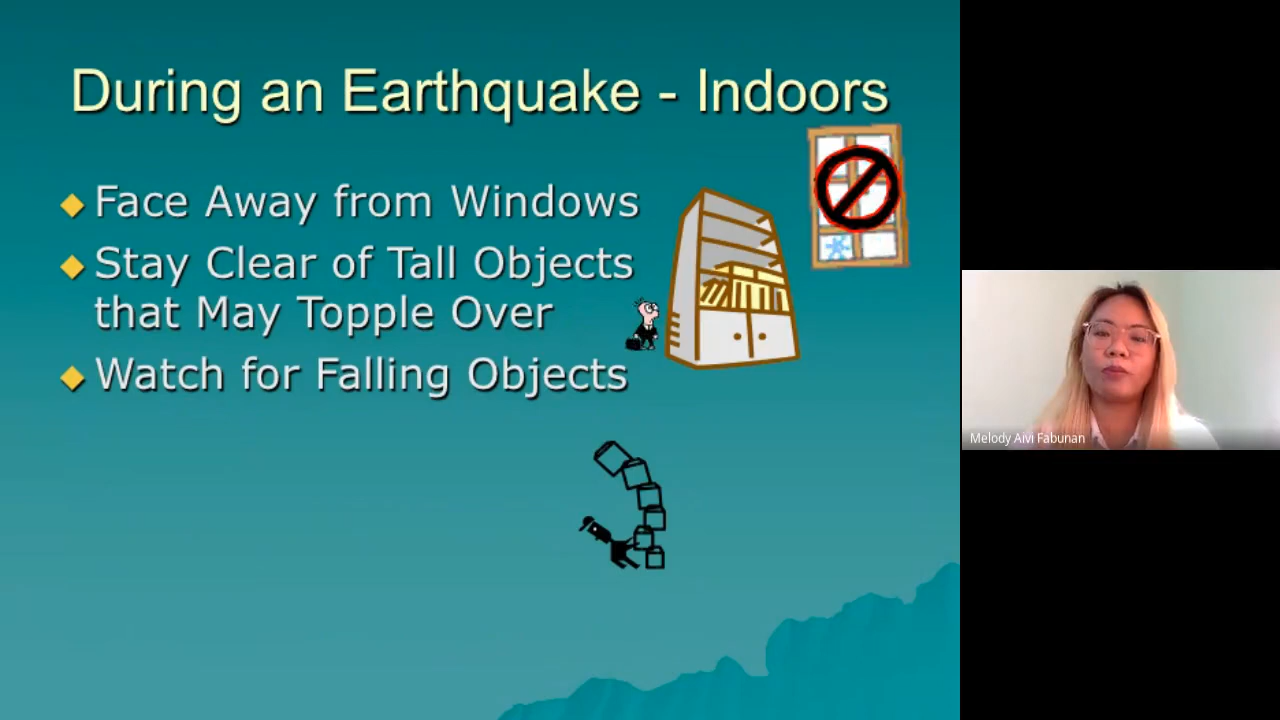 During an Earthquake - Indoors
Face Away from Windows
Stay Clear of Tall Objects
that May Topple Over
Watch for Falling Objects
Melody Aivi Fabunan